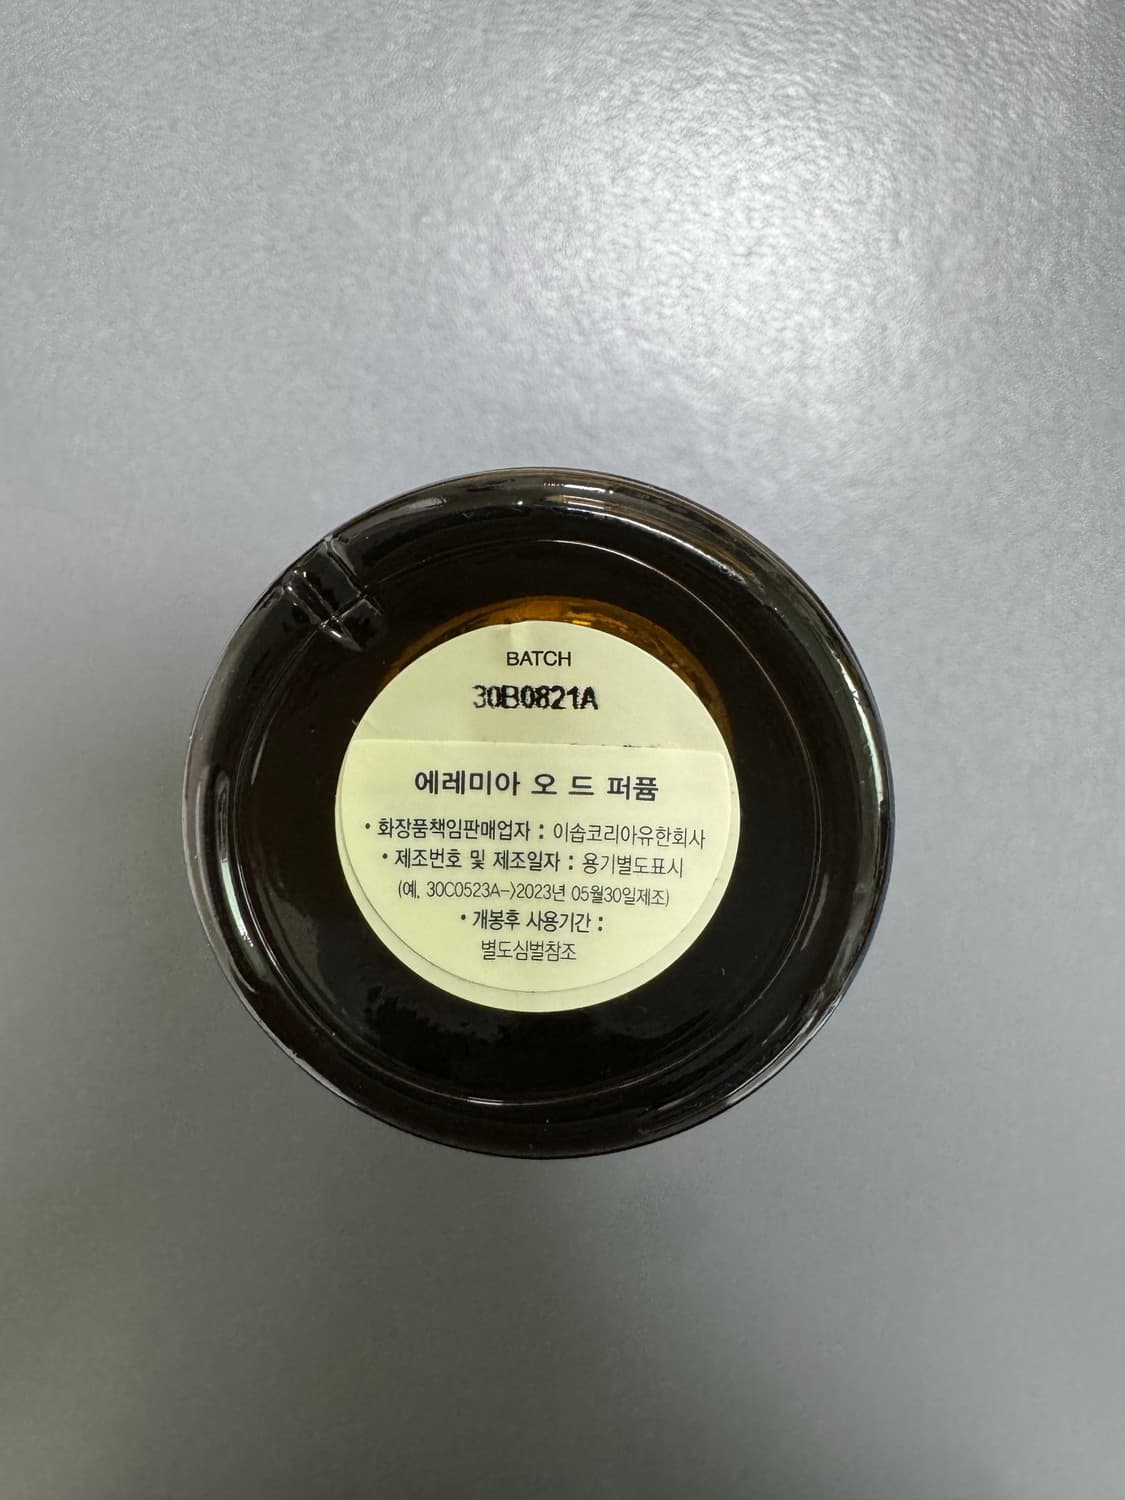 BATCH
30B0821A
에레미아 오 드 퍼퓸
• 화장품책임판매업자 : 이솝코리아유한회사
• 제조번호 및 제조일자 : 용기별도표시
(예. 30C0523A->2023년 05월30일제조)
• 개봉후 사용기간 :
별도심벌참조